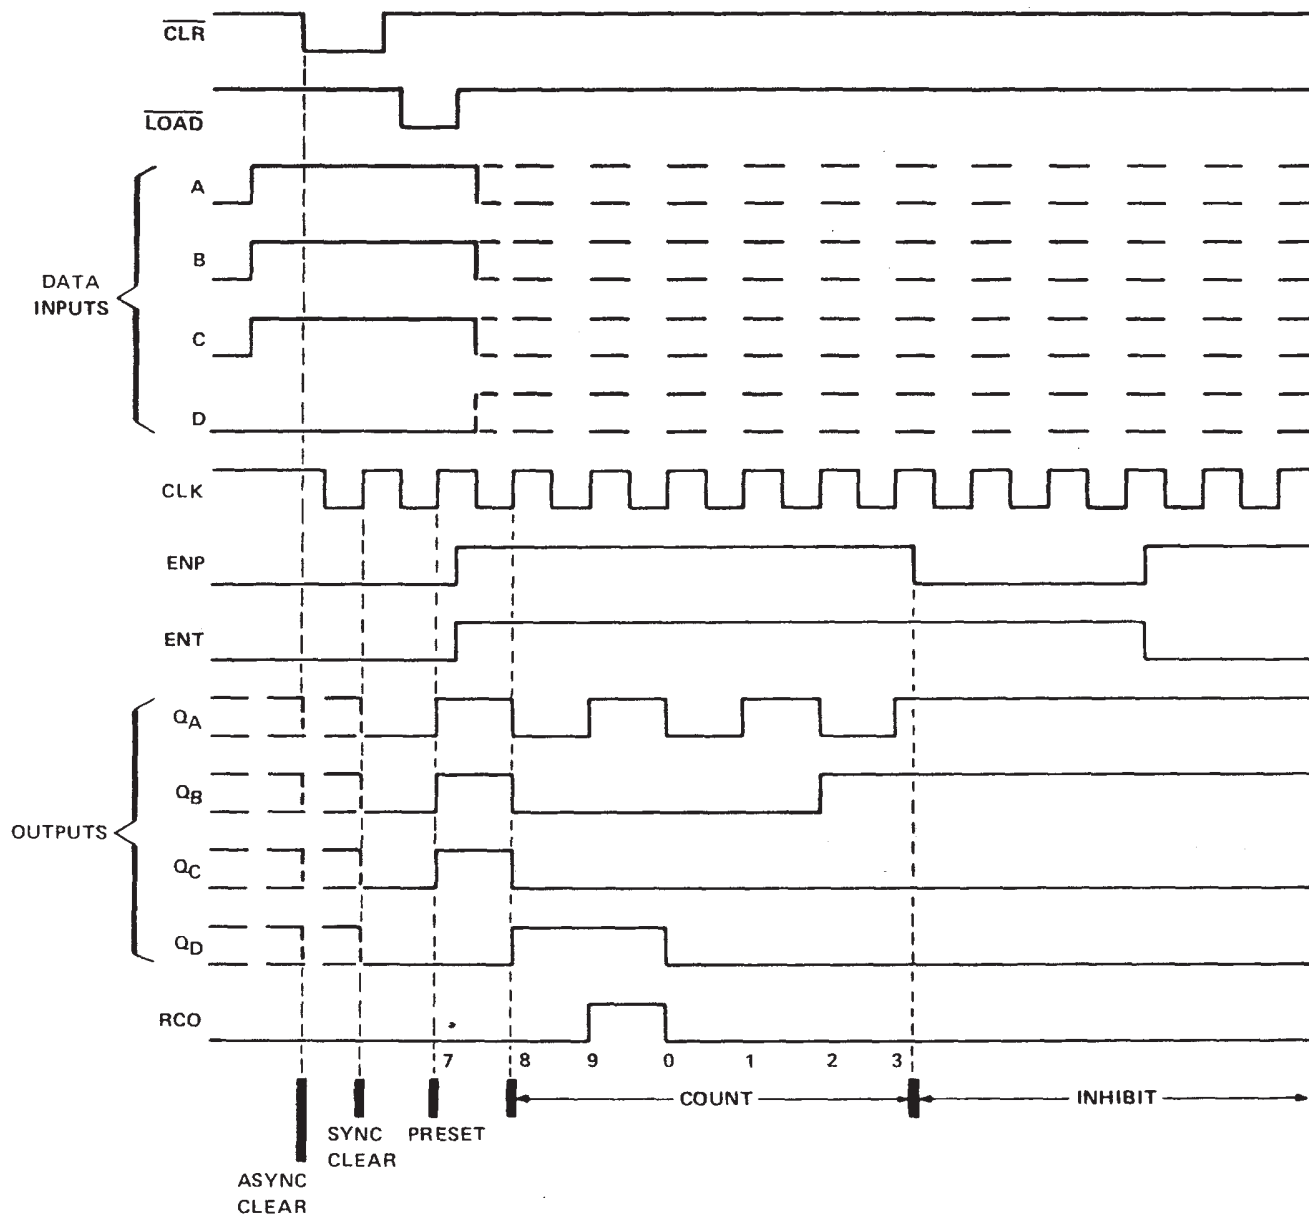 CLR
LOAD
A
B
DATA
INPUTS
C
D
CLK
ENP
ENT
QA
QB
OUTPUTS
QC
QD
RCO
7 8 9 0 1 2 3
COUNT INHIBIT
SYNC
CLEAR
PRESET
ASYNC
CLEAR